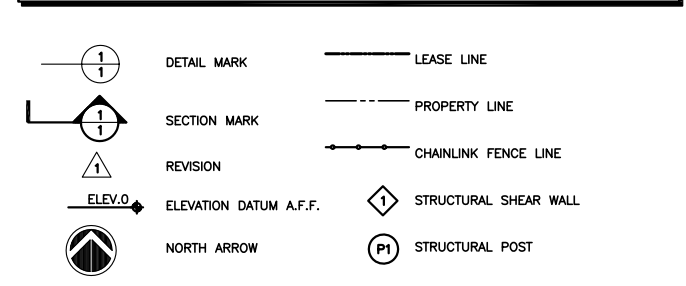 1
1
DETAIL MARK
1
1
SECTION MARK
1
REVISION
ELEV.0
ELEVATION DATUM A.F.F.
NORTH ARROW
LEASE LINE
PROPERTY LINE
CHAINLINK FENCE LINE
1
STRUCTURAL SHEAR WALL
P1
STRUCTURAL POST